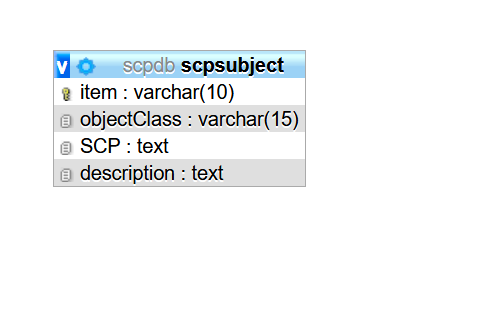 v scpdb scpsubject
item : varchar(10)
objectClass : varchar(15)
SCP : text
description : text